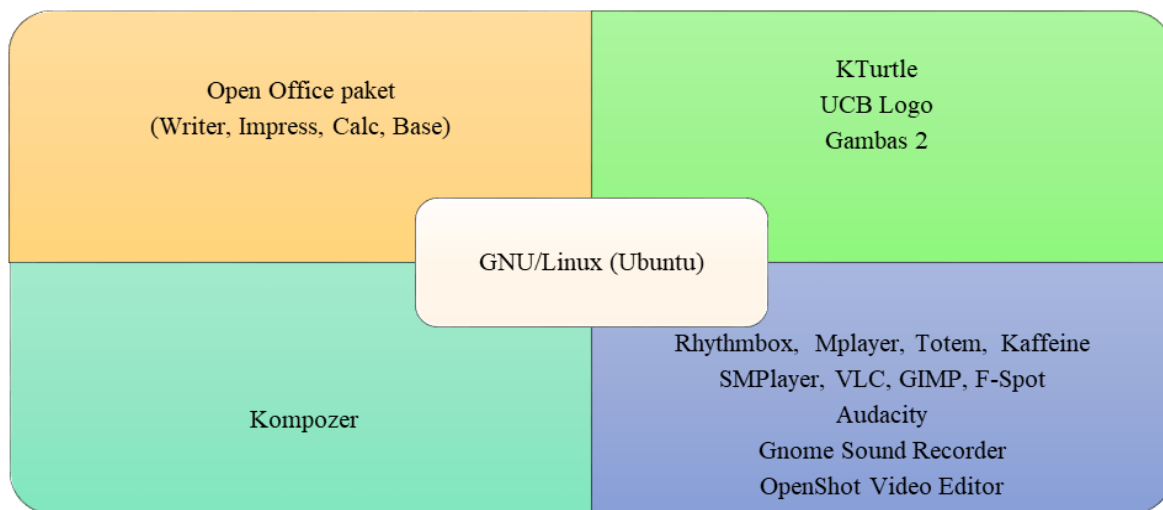 Open Office paket
(Writer, Impress, Calc, Base)
KTurtle
UCB Logo
Gambas 2
GNU/Linux (Ubuntu)
Kompozer
Rhythmbox, Mplayer, Totem, Kaffeine
SMPlayer, VLC, GIMP, F-Spot
Audacity
Gnome Sound Recorder
OpenShot Video Editor